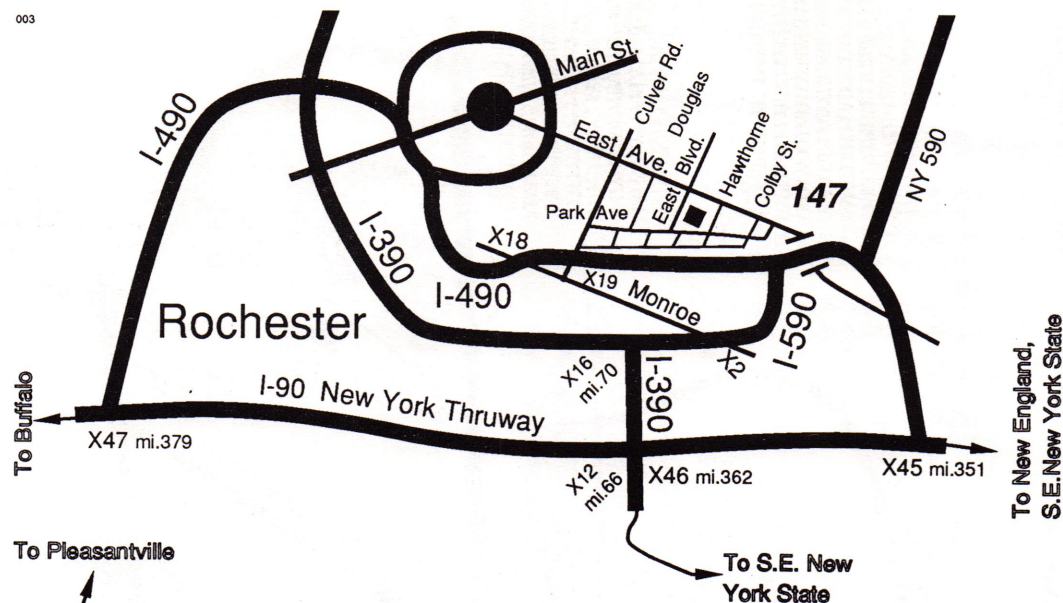 003
Main St.
Culver Rd.
Douglas
East Ave.
East Blvd.
Hawthorne
Colby St.
147
NY 590
Park Ave
I-490
I-390
X18
I-490
X19 Monroe
X2
I-590
Rochester
X16
mi.70
I-390
I-90 New York Thruway
To Buffalo
X47 mi.379
X12
mi.66
X46 mi.362
X45 mi.351
To New England,
S.E.New York State
To Pleasantville
To S.E. New
York State